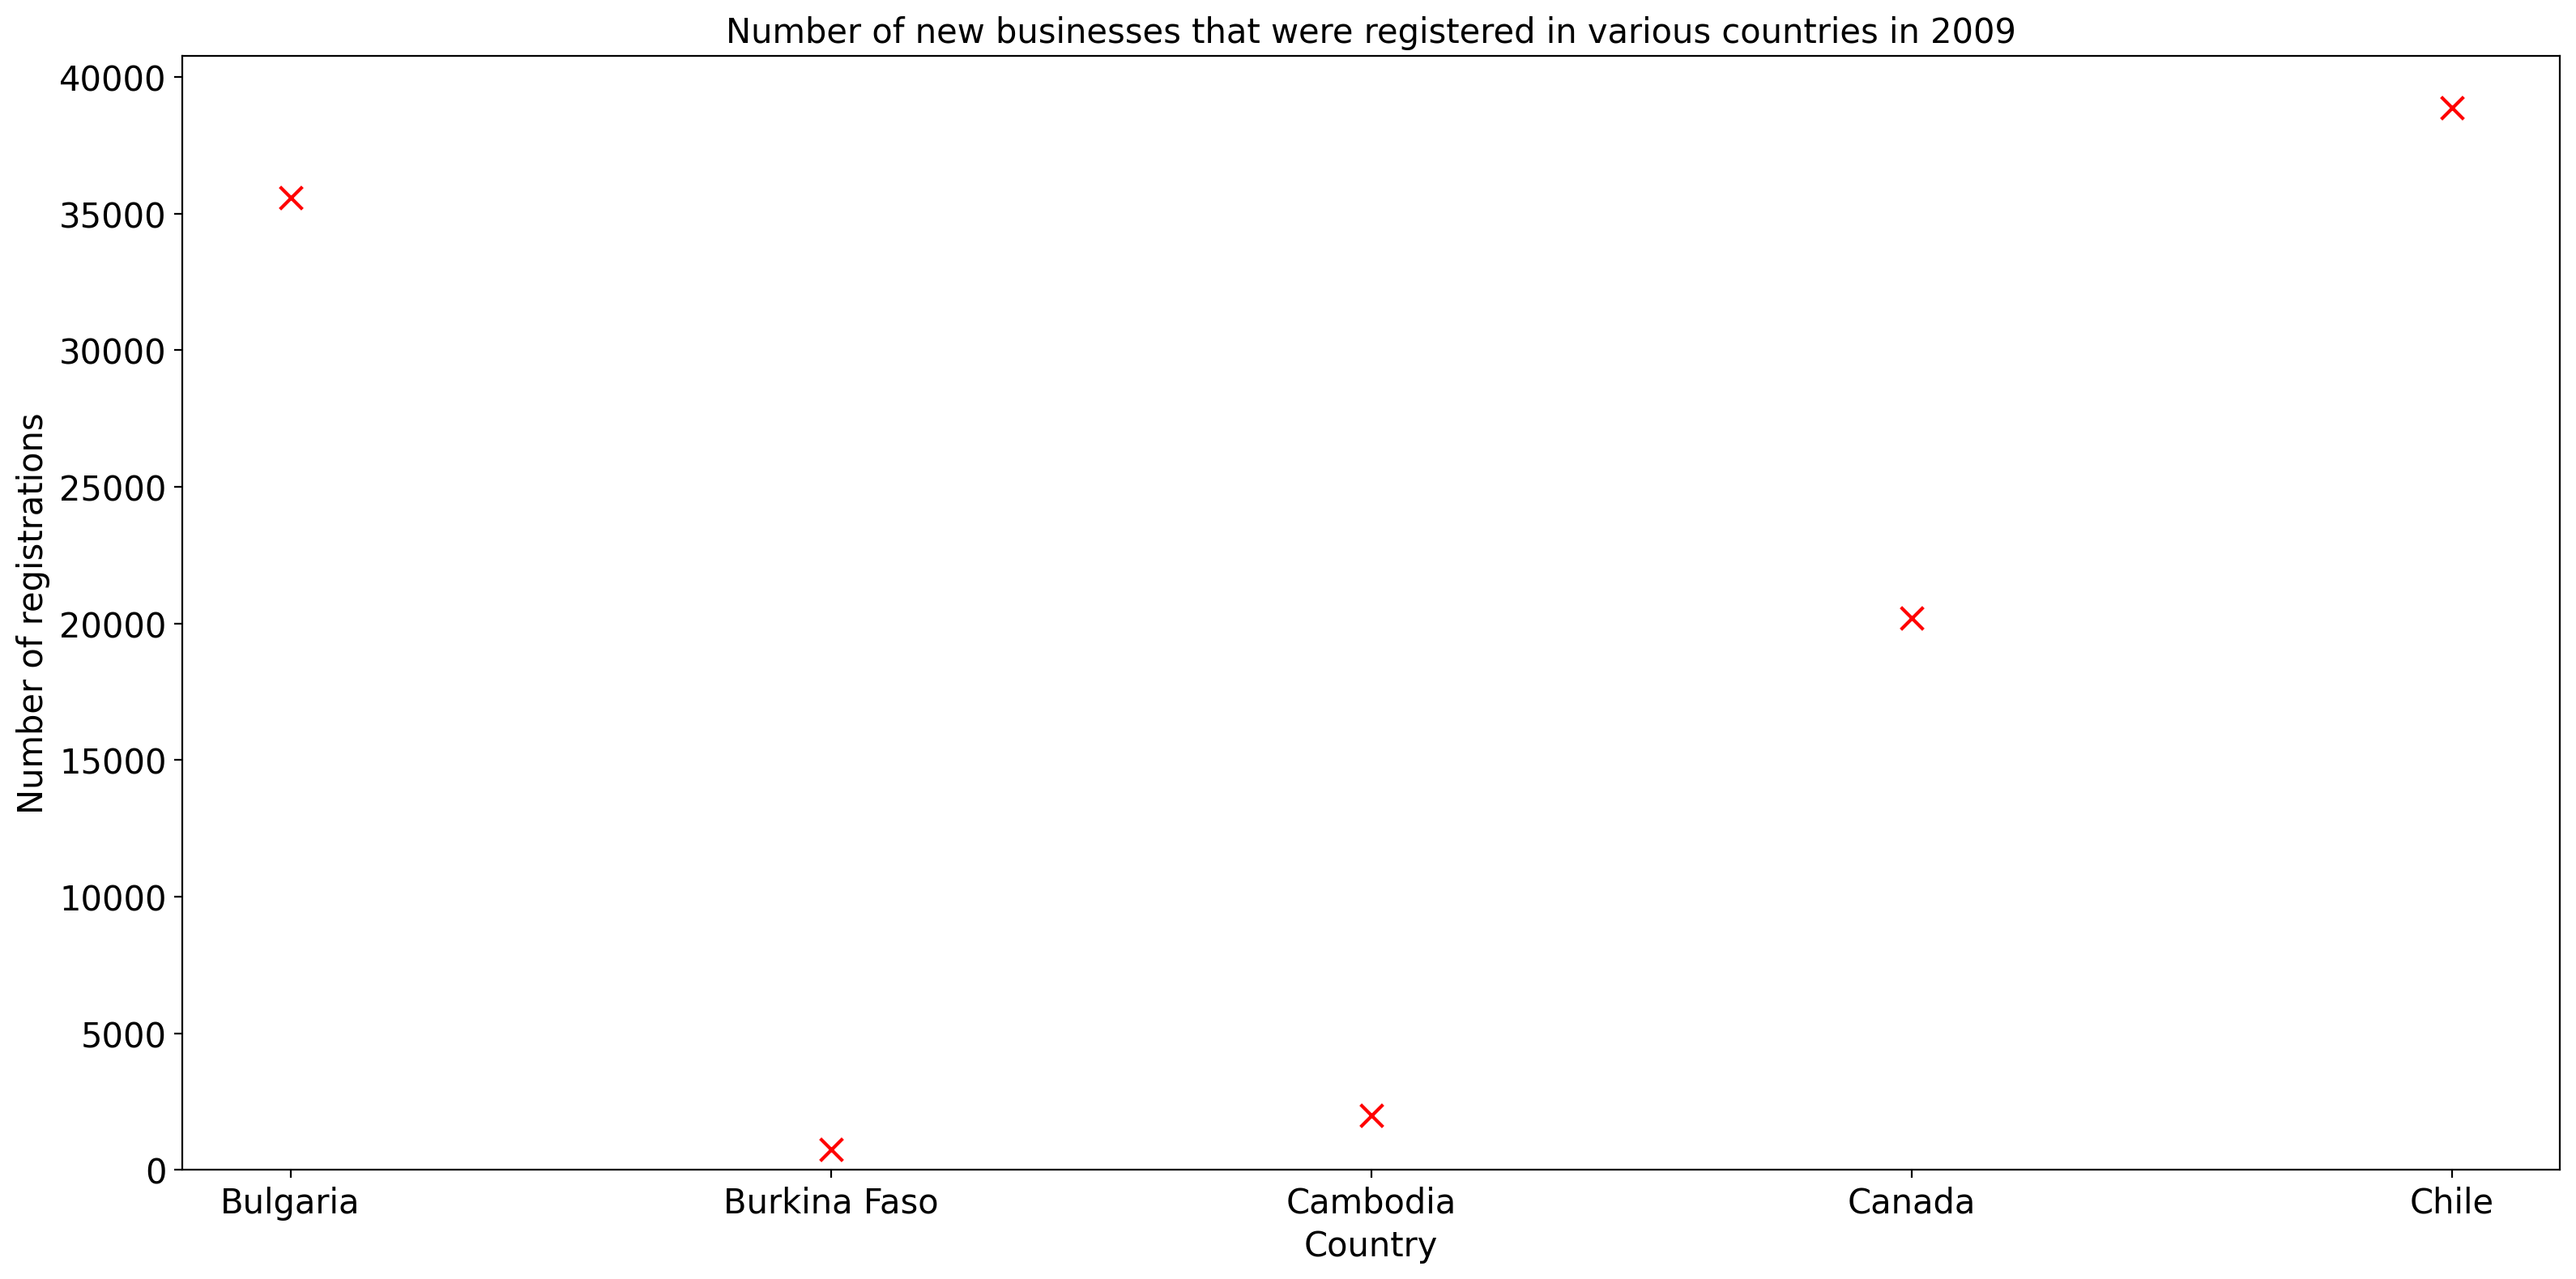 Number of new businesses that were registered in various countries in 2009
Number of registrations
40000
35000
30000
25000
20000
15000
10000
5000
0
Bulgaria Burkina Faso Cambodia Canada Chile
Country